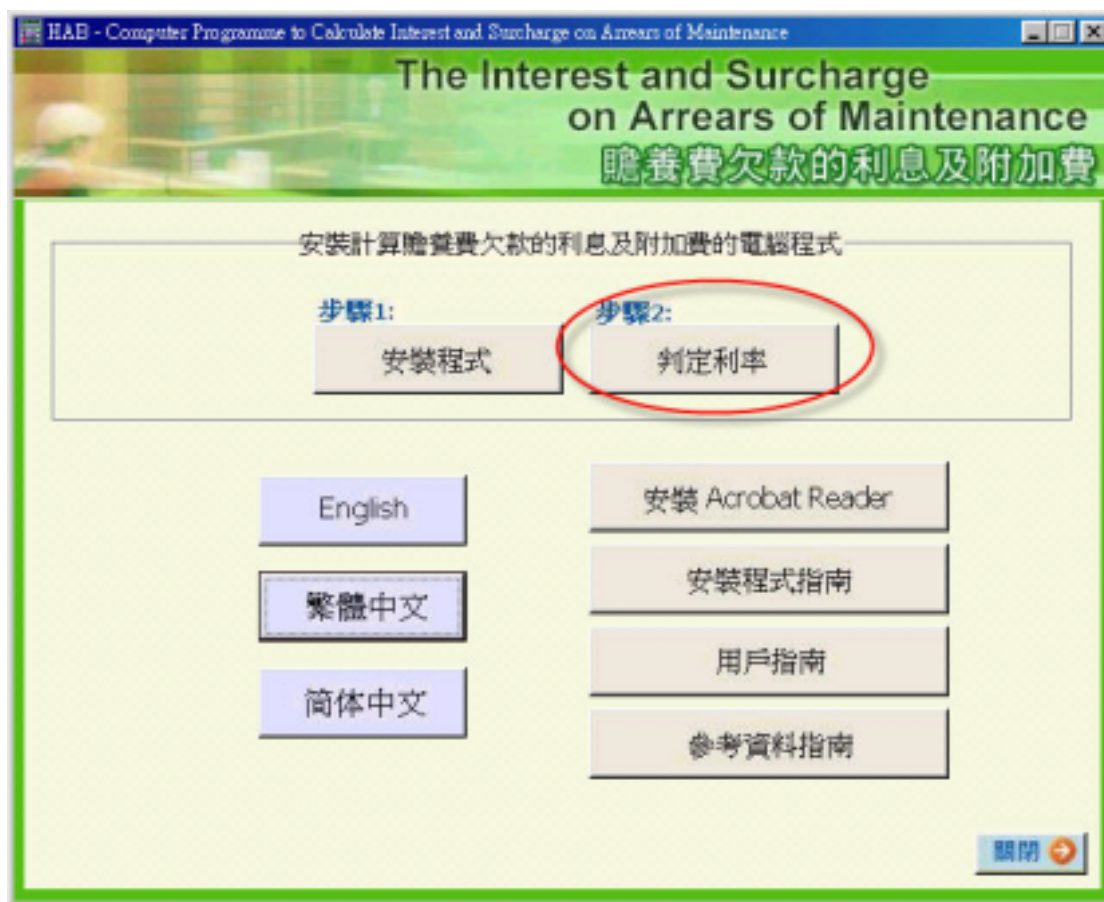 HAB - Computer Programme to Calculate Interest and Surcharge on Arrears of Maintenance
The Interest and Surcharge
on Arrears of Maintenance
贍養費欠款的利息及附加費
安裝計算贍養費欠款的利息及附加費的電腦程式
步驟1:
步驟2:
安裝程式
判定利率
English
繁體中文
简体中文
安裝 Acrobat Reader
安裝程式指南
用戶指南
參考資料指南
關閉